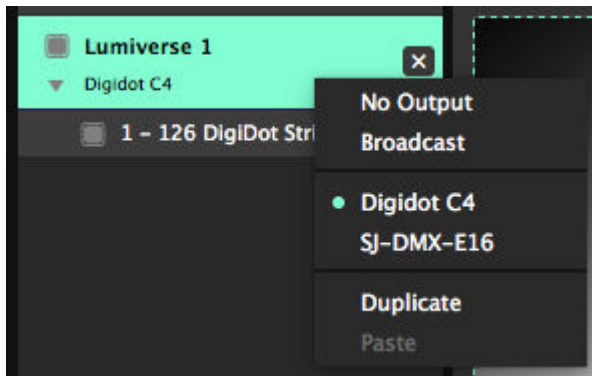 Lumiverse 1
Digidot C4
1 – 126 DigiDot Stri
No Output
Broadcast
Digidot C4
SJ-DMX-E16
Duplicate
Paste